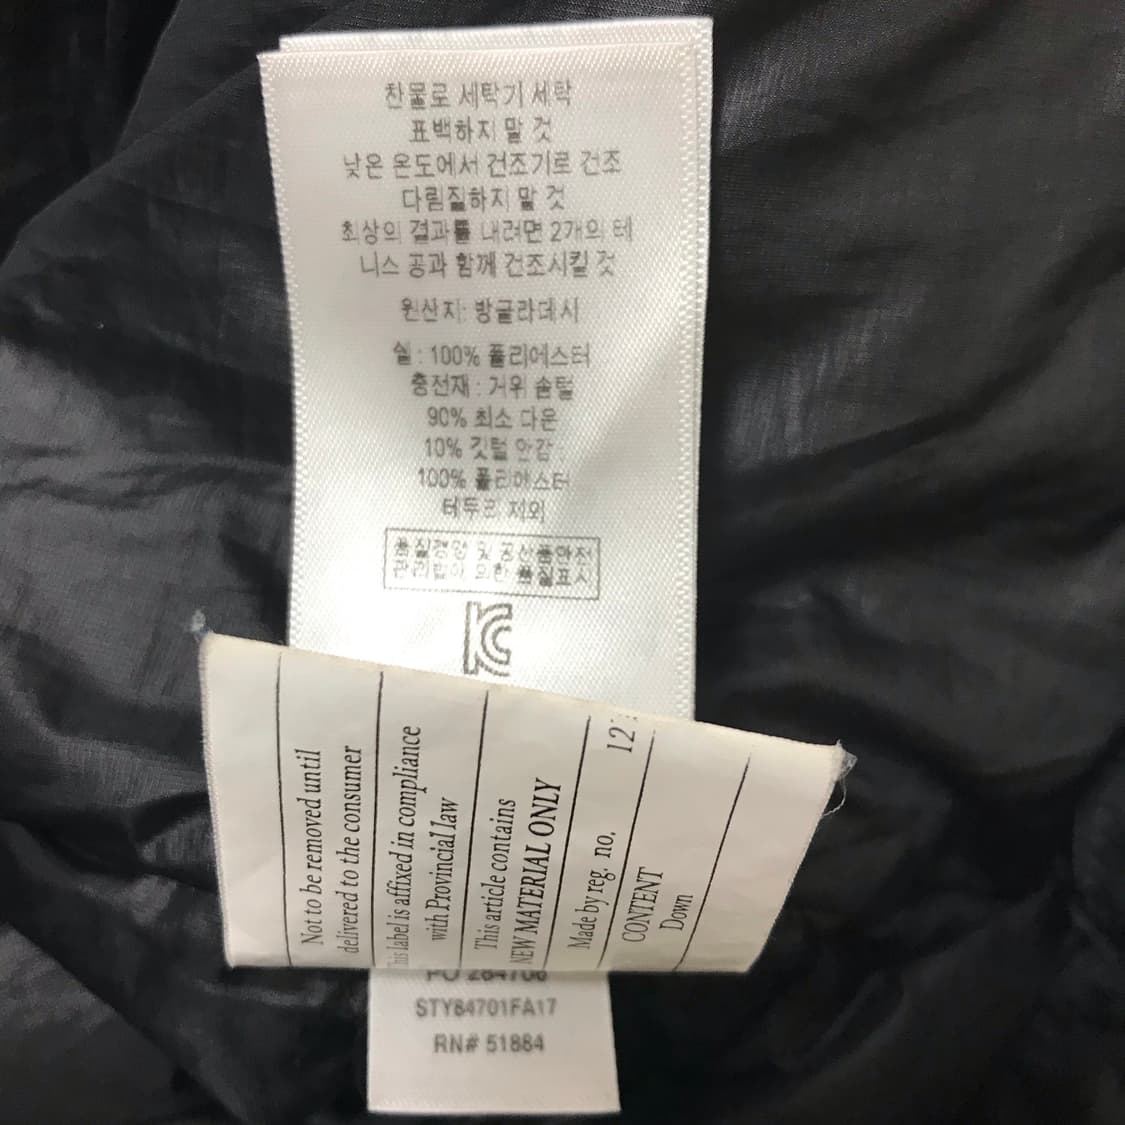 찬물로 세탁기 세탁
표백하지 말 것
낮은 온도에서 건조기로 건조
다림질하지 말 것
최상의 결과를 내려면 2개의 테
니스 공과 함께 건조시킬 것
원산지: 방글라데시
쉘 : 100% 폴리에스터
충전재 : 거위 솜털
90% 최소 다운
10% 깃털 안감 :
100% 폴리에스터
테두리 제외
품질경영 및 공산품안전
관리법에 의한 품질표시
KC
Not to be removed until
delivered to the consumer
his label is affixed in compliance
with Provincial law
This article contains
NEW MATERIAL ONLY
Made by reg. no. 12
CONTENT
Down
PO 264706
STY84701FA17
RN# 51884